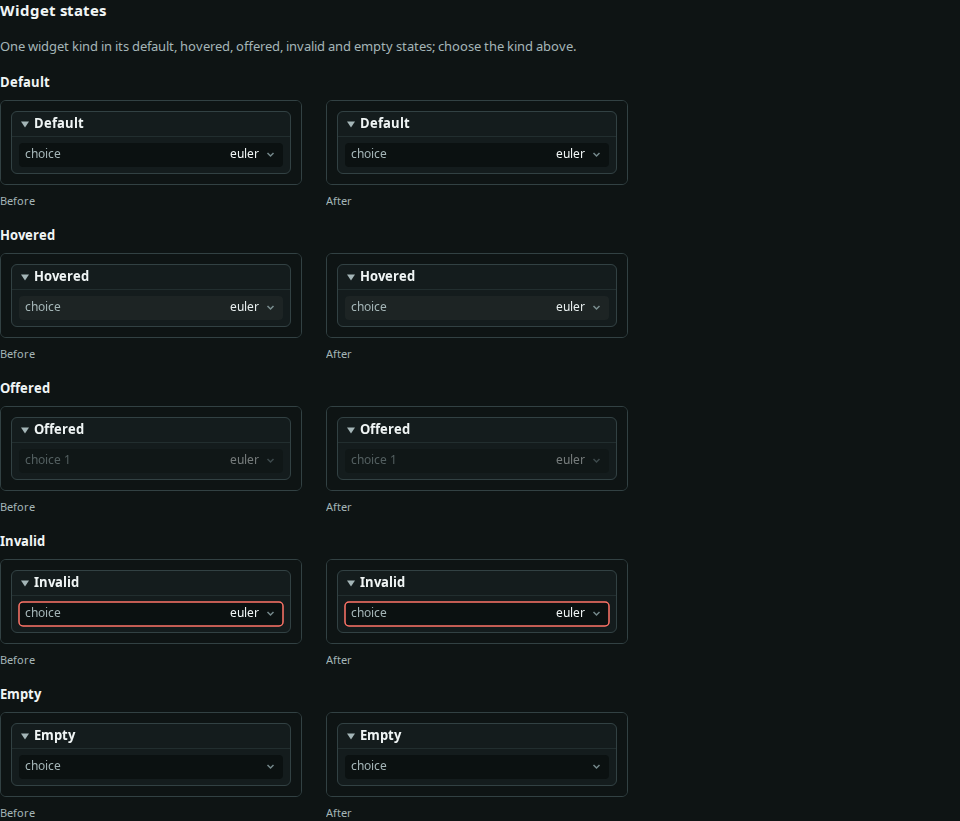 Widget states
One widget kind in its default, hovered, offered, invalid and empty states; choose the kind above.
Default
Default
Default
choice euler
choice euler
Before
After
Hovered
Hovered
Hovered
choice euler
choice euler
Before
After
Offered
Offered
Offered
choice 1 euler
choice 1 euler
Before
After
Invalid
Invalid
Invalid
choice euler
choice euler
Before
After
Empty
Empty
Empty
choice
choice
Before
After